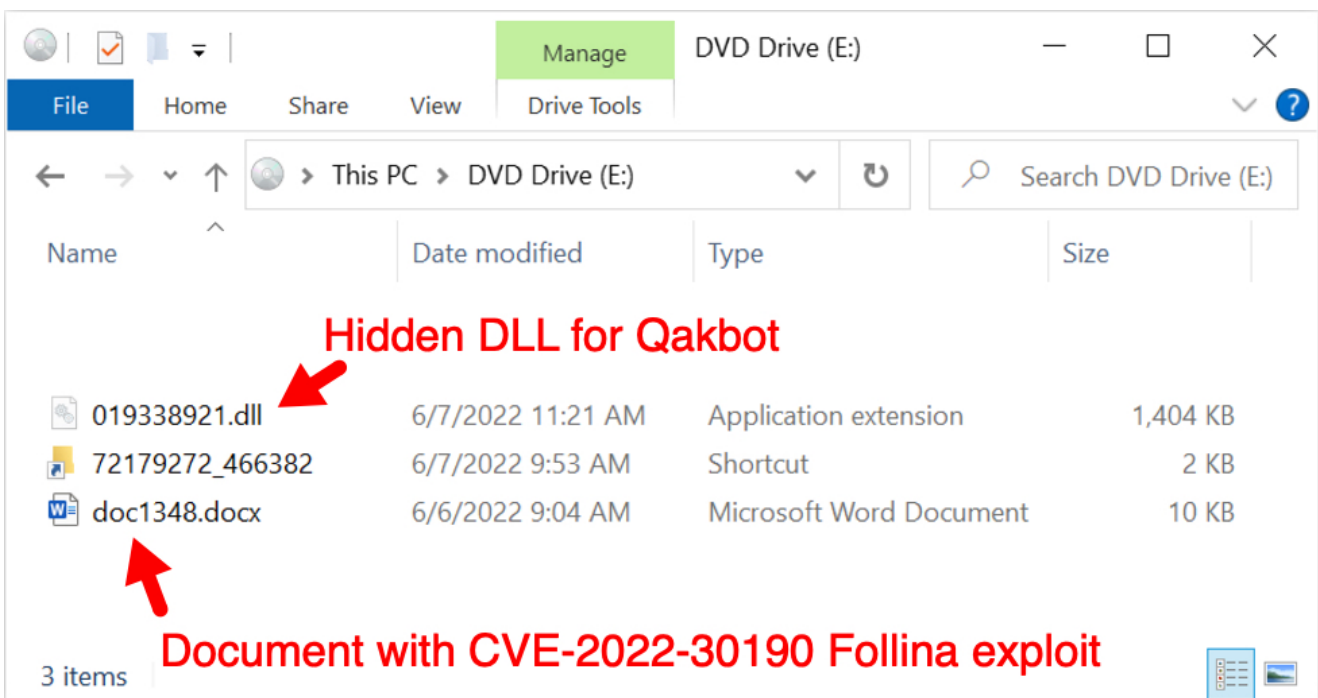 Manage DVD Drive (E:)
File Home Share View Drive Tools ?
This PC DVD Drive (E:) Search DVD Drive (E:)
Name Date modified Type Size
Hidden DLL for Qakbot
019338921.dll 6/7/2022 11:21 AM Application extension 1,404 KB
72179272_466382 6/7/2022 9:53 AM Shortcut 2 KB
doc1348.docx 6/6/2022 9:04 AM Microsoft Word Document 10 KB
Document with CVE-2022-30190 Follina exploit
3 items